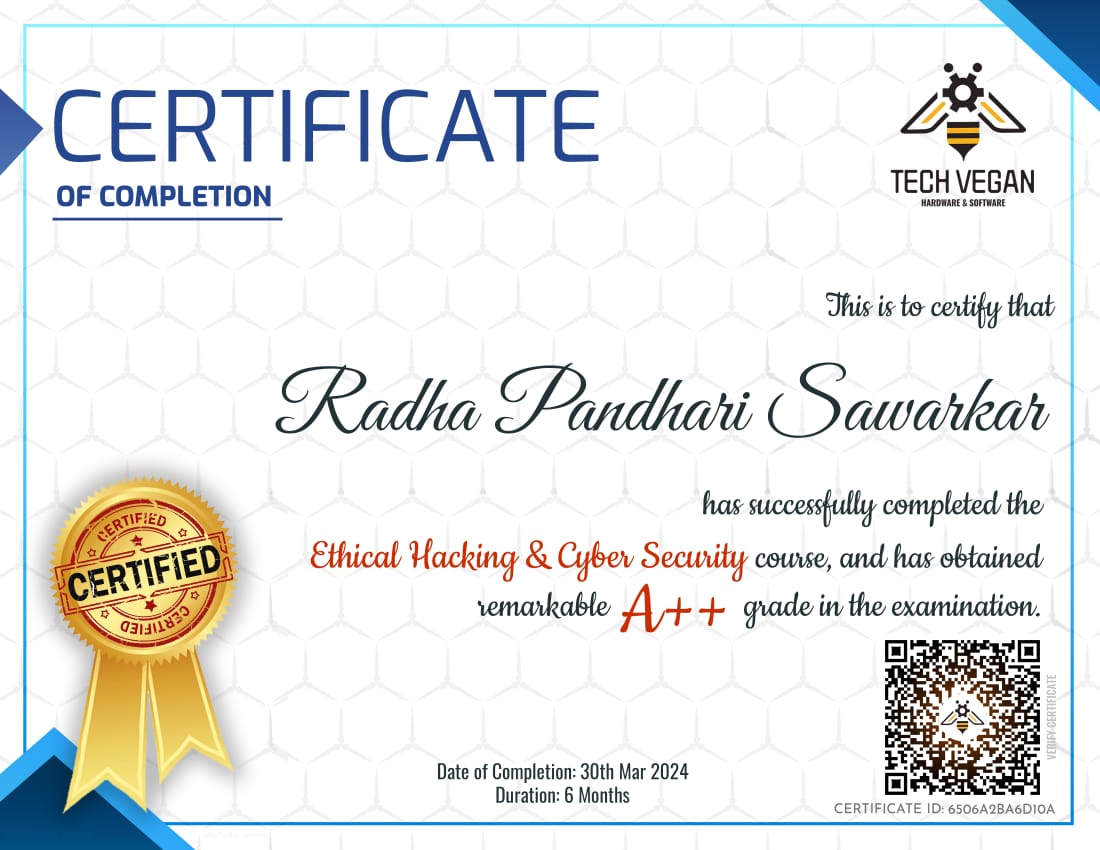 CERTIFICATE
OF COMPLETION
TECH VEGAN
HARDWARE & SOFTWARE
This is to certify that
Radha Pandhari Sawarkar
has successfully completed the
Ethical Hacking & Cyber Security course, and has obtained
remarkable A++ grade in the examination.
CERTIFIED
CERTIFIED
CERTIFIED
VERIFY CERTIFICATE
Date of Completion: 30th Mar 2024
Duration: 6 Months
CERTIFICATE ID: 6506A2BA6D10A